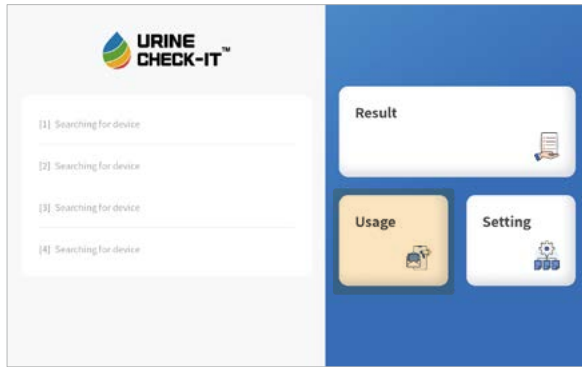 URINE
CHECK-IT™
[1] Searching for device
[2] Searching for device
[3] Searching for device
[4] Searching for device
Result
Usage
Setting